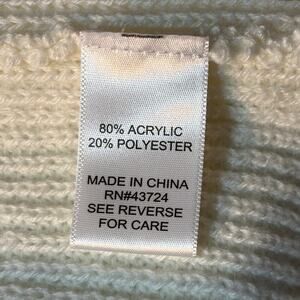 80% ACRYLIC
20% POLYESTER
MADE IN CHINA
RN#43724
SEE REVERSE
FOR CARE